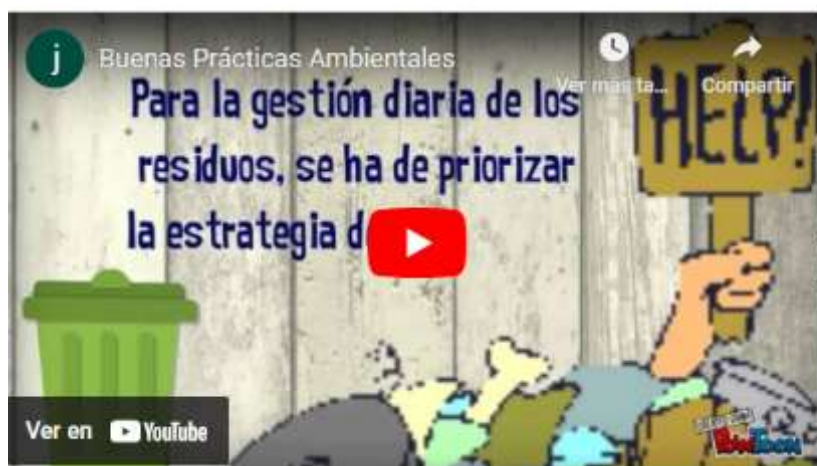 j
Buenas Prácticas Ambientales
Ver más ta...
Compartir
Para la gestión diaria de los
residuos, se ha de priorizar
la estrategia d
HELP!
Ver en YouTube
PowToon